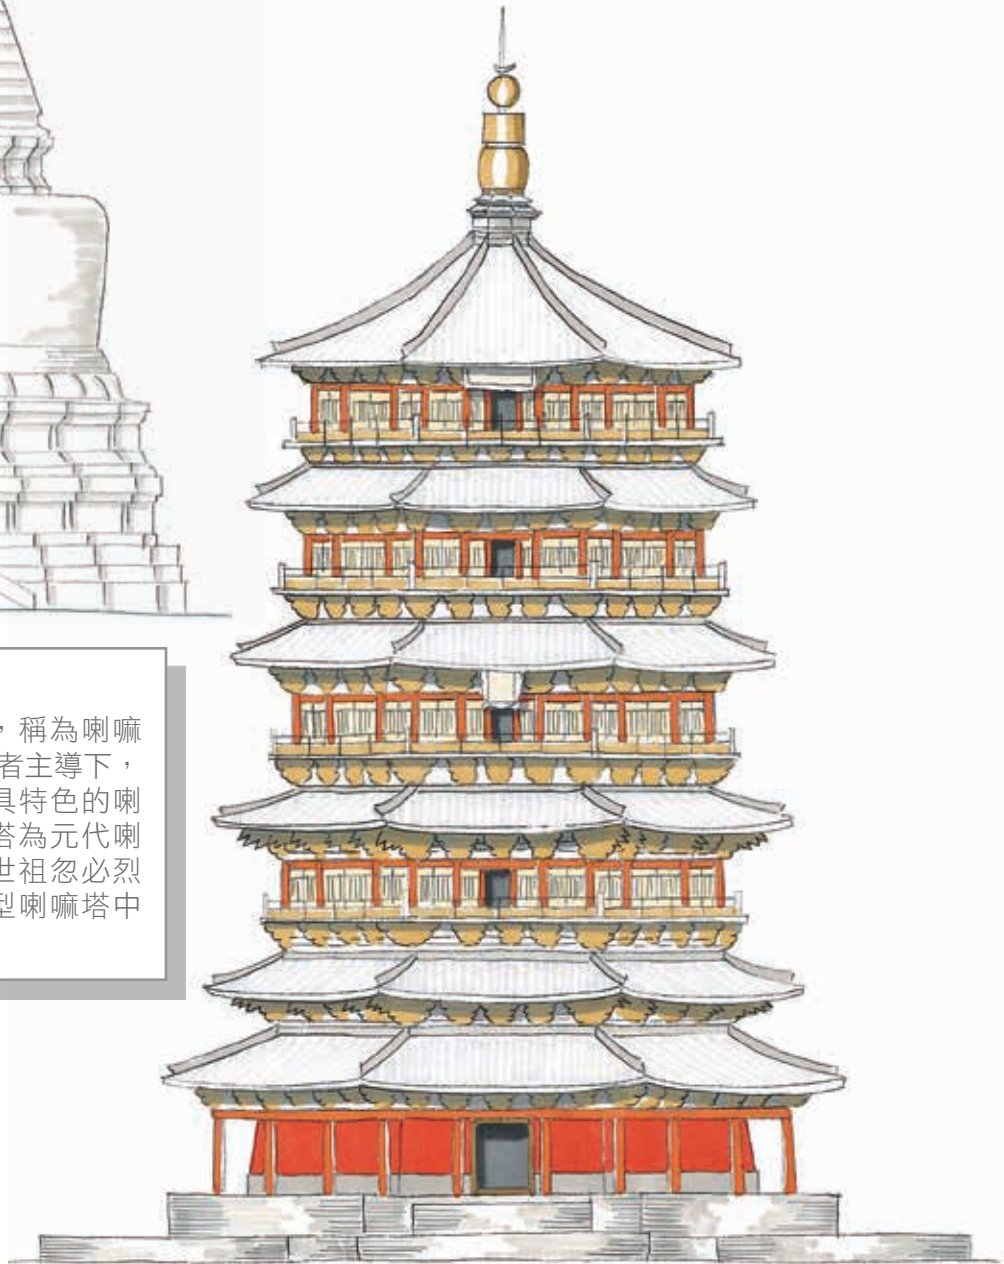 ，稱為喇嘛
者主導下，
具特色的喇
塔為元代喇
世祖忽必烈
型喇嘛塔中